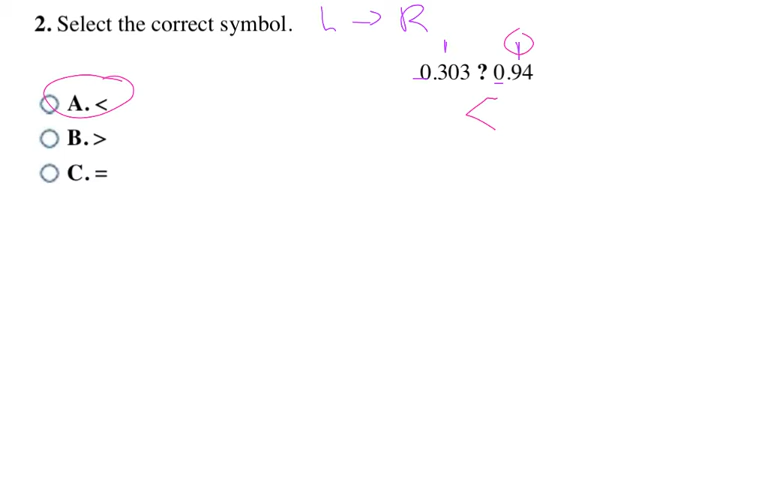 2. Select the correct symbol. L → R
0.303 ? 0.94
<
A. <
B. >
C. =